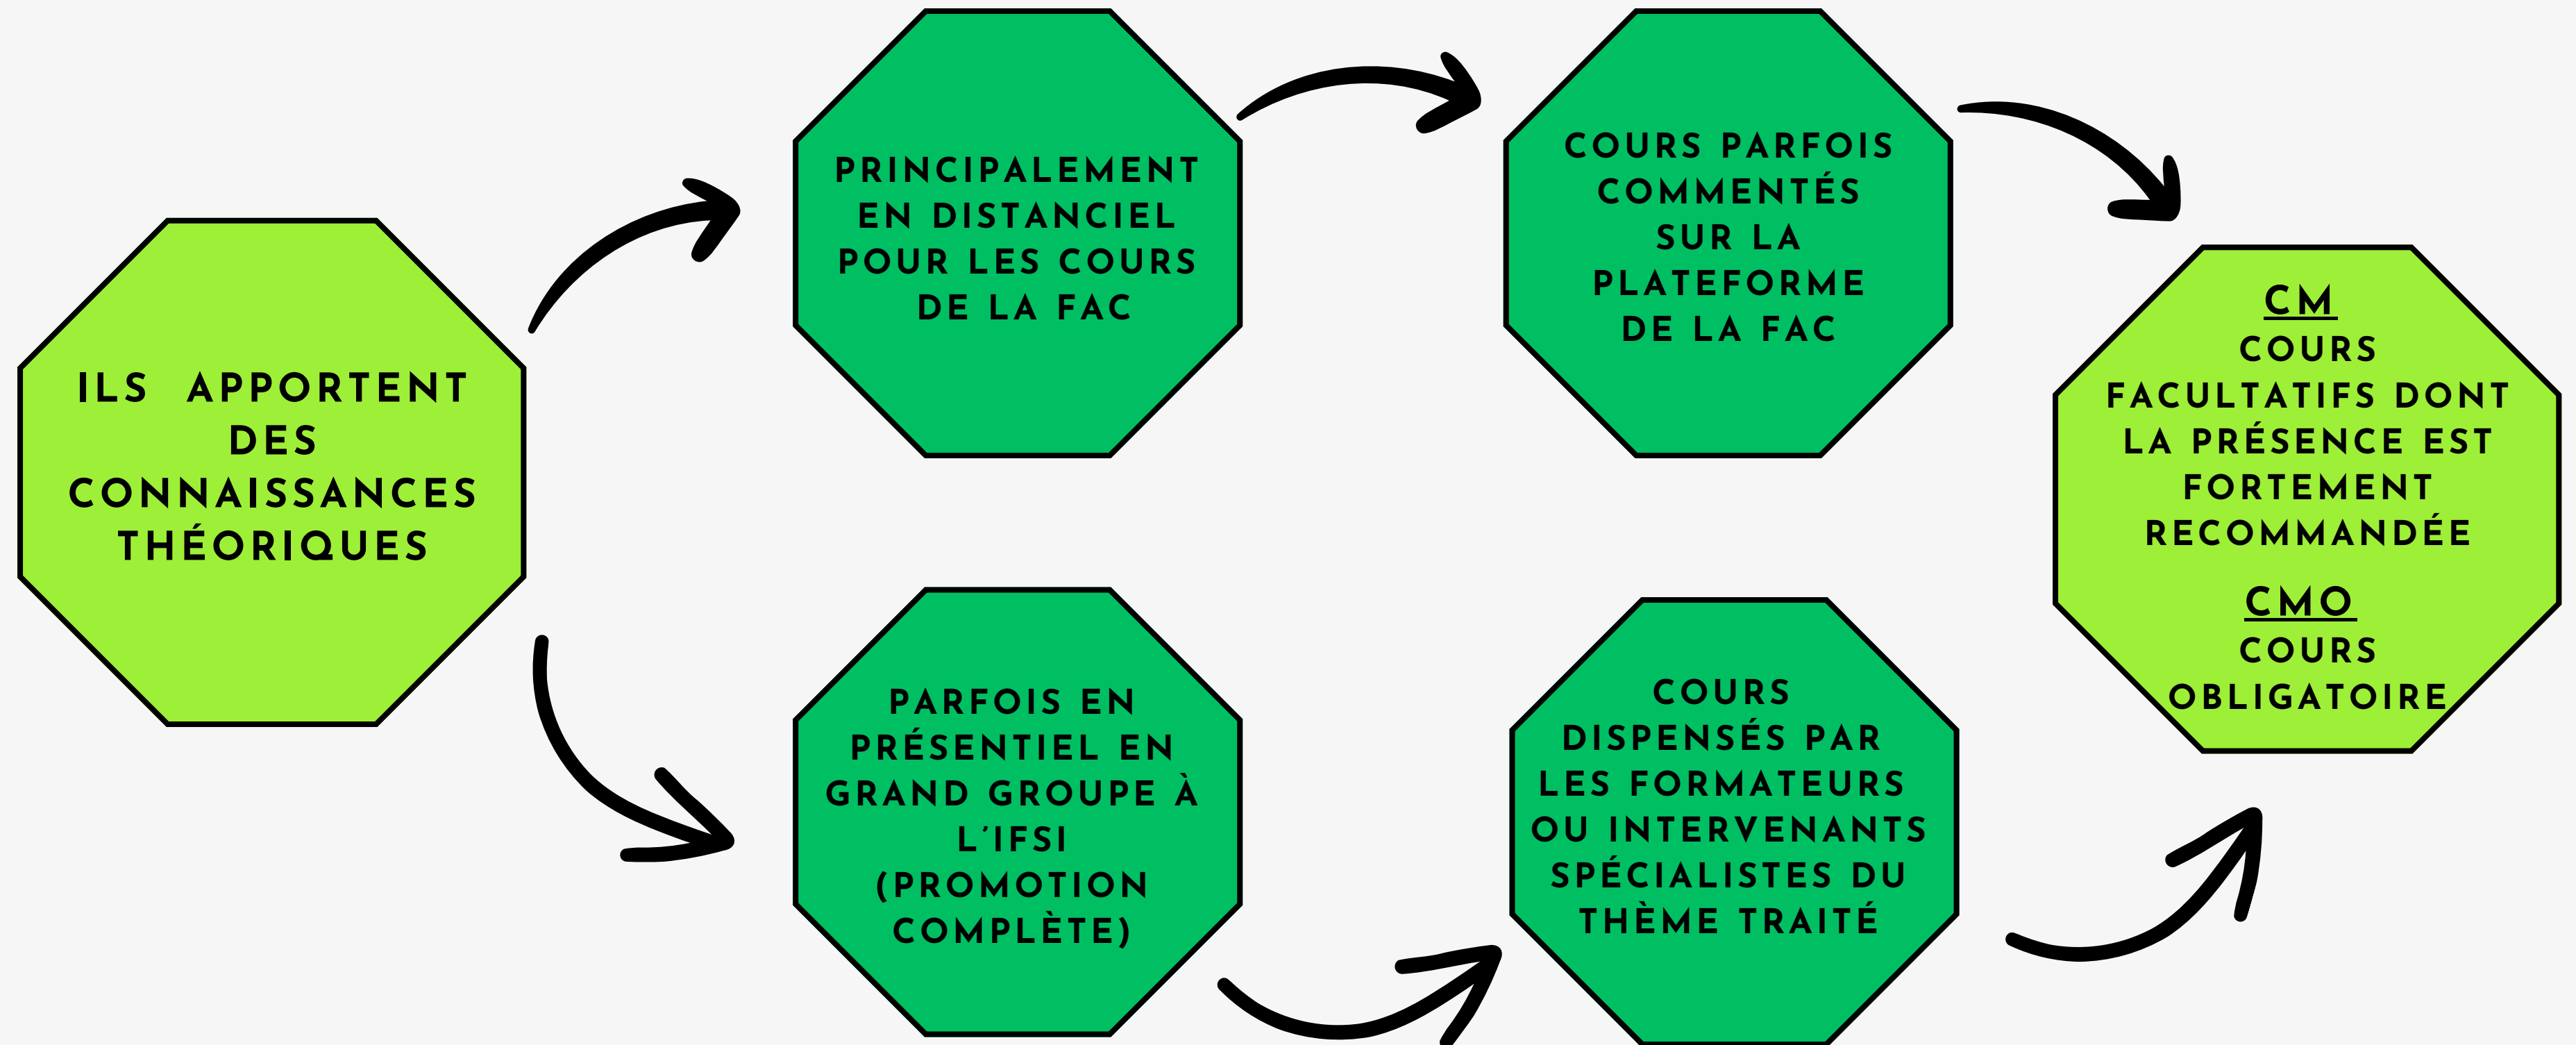 ILS APPORTENT
DES
CONNAISSANCES
THÉORIQUES
PRINCIPALEMENT
EN DISTANCIEL
POUR LES COURS
DE LA FAC
COURS PARFOIS
COMMENTÉS
SUR LA
PLATEFORME
DE LA FAC
PARFOIS EN
PRÉSENTIEL EN
GRAND GROUPE À
L'IFSI
(PROMOTION
COMPLÈTE)
COURS
DISPENSÉS PAR
LES FORMATEURS
OU INTERVENANTS
SPÉCIALISTES DU
THÈME TRAITÉ
CM
COURS
FACULTATIFS DONT
LA PRÉSENCE EST
FORTEMENT
RECOMMANDÉE
CMO
COURS
OBLIGATOIRE